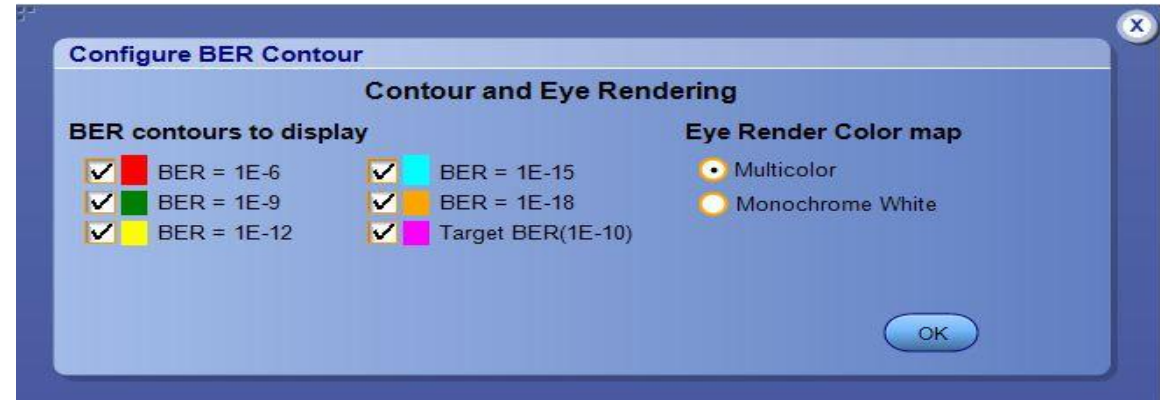 X
Configure BER Contour
Contour and Eye Rendering
BER contours to display
BER = 1E-6
BER = 1E-9
BER = 1E-12
BER = 1E-15
BER = 1E-18
Target BER(1E-10)
Eye Render Color map
Multicolor
Monochrome White
OK